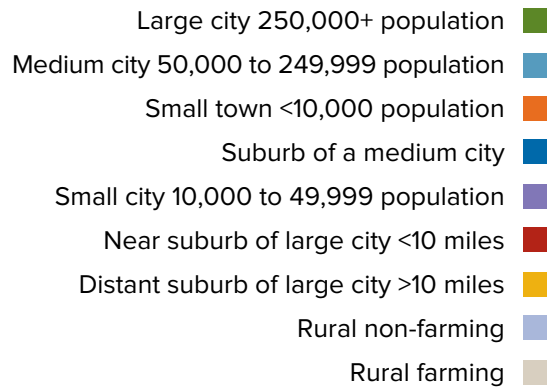 Large city 250,000+ population
Medium city 50,000 to 249,999 population
Small town <10,000 population
Suburb of a medium city
Small city 10,000 to 49,999 population
Near suburb of large city <10 miles
Distant suburb of large city >10 miles
Rural non-farming
Rural farming